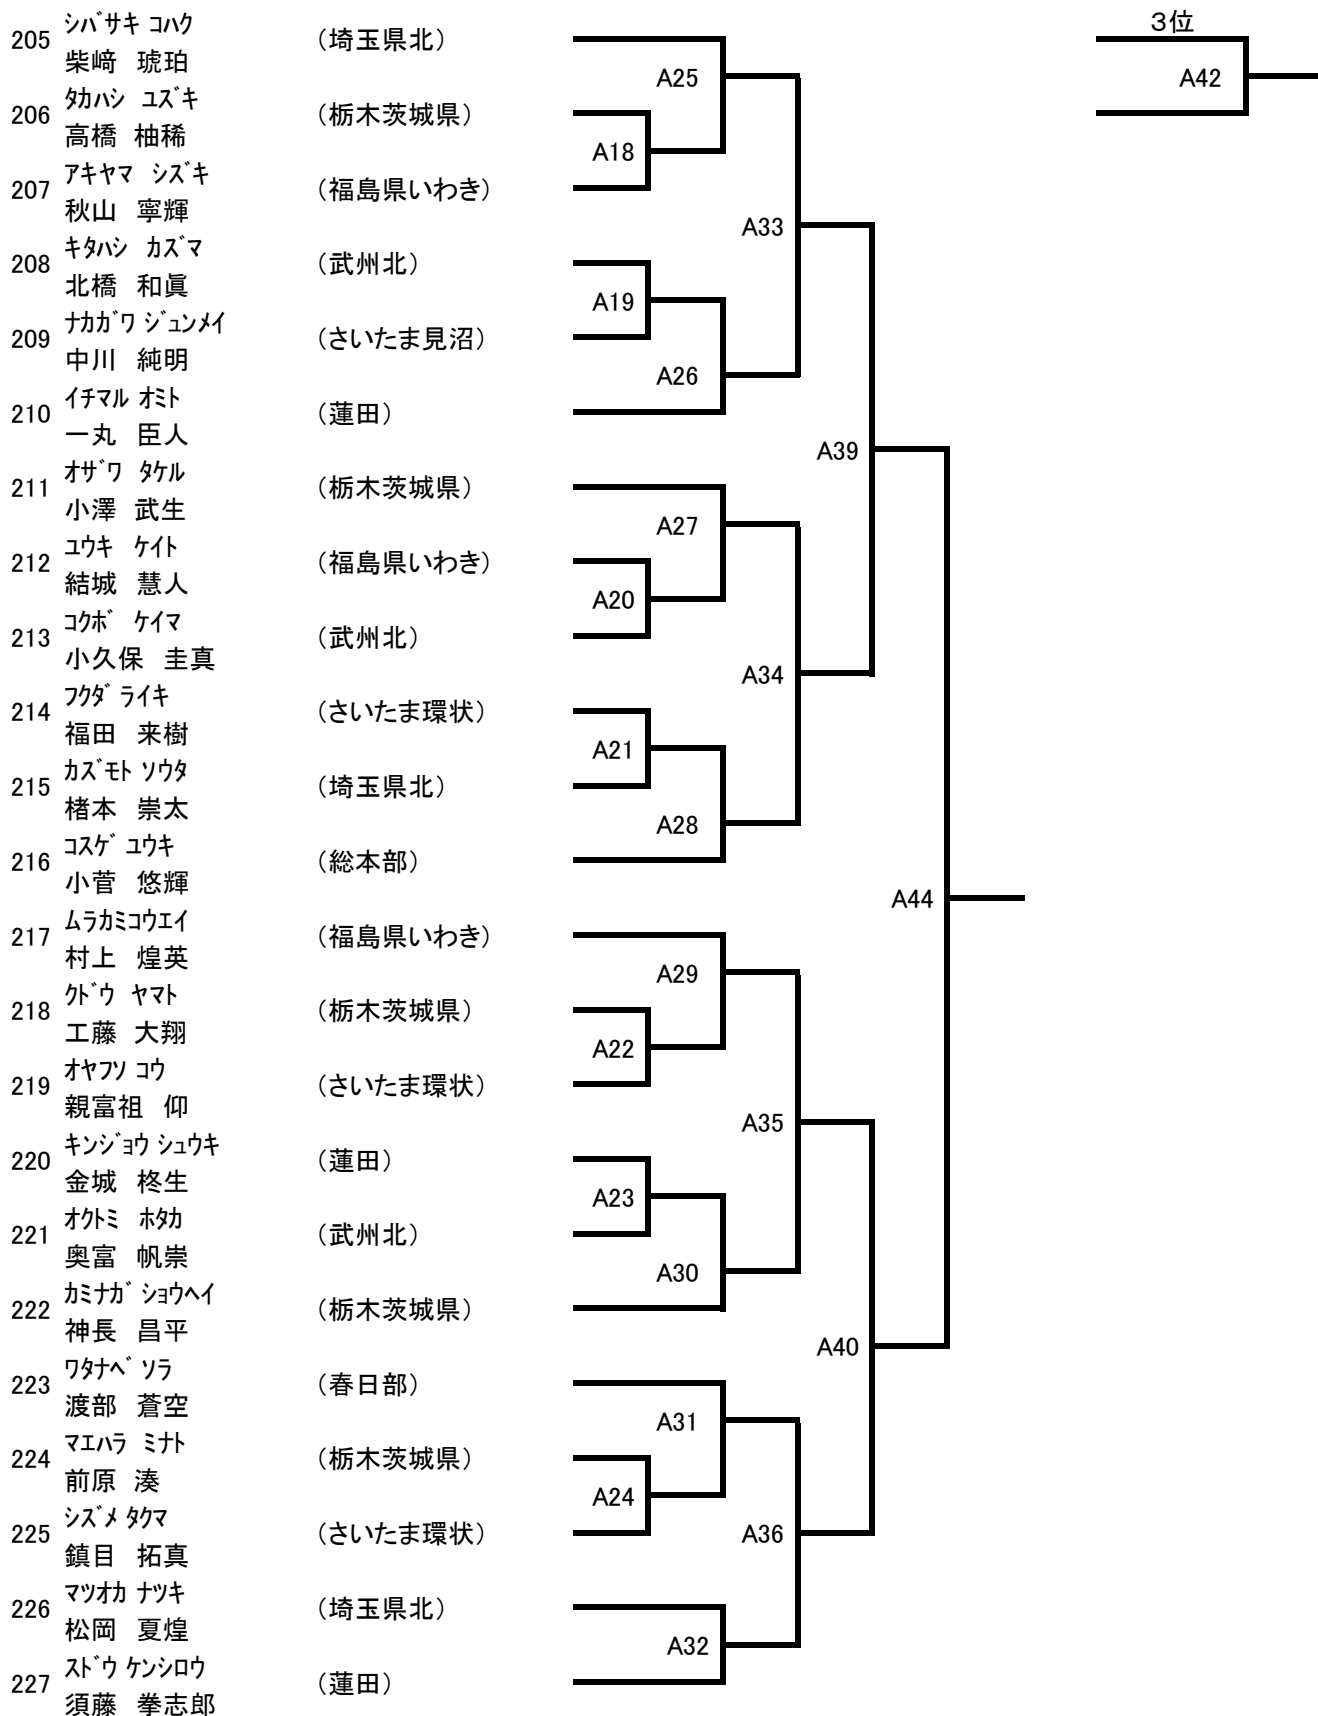 ｼﾊﾞｻｷ ｺﾊｸ
205 柴﨑 琥珀 （埼玉県北）
ﾀｶﾊｼ ﾕｽﾞｷ
206 高橋 柚稀 （栃木茨城県）
ｱｷﾔﾏ ｼｽﾞｷ
207 秋山 寧輝 （福島県いわき）
ｷﾀﾊｼ ｶｽﾞﾏ
208 北橋 和眞 （武州北）
ﾅｶｶﾞﾜ ｼﾞｭﾝﾒｲ
209 中川 純明 （さいたま見沼）
ｲﾁﾏﾙ ｵﾐﾄ
210 一丸 臣人 （蓮田）
ｵｻﾞﾜ ﾀｹﾙ
211 小澤 武生 （栃木茨城県）
ﾕｳｷ ｹｲﾄ
212 結城 慧人 （福島県いわき）
ｺｸﾎﾞ ｹｲﾏ
213 小久保 圭真 （武州北）
ﾌｸﾀﾞ ﾗｲｷ
214 福田 来樹 （さいたま環状）
ｶｽﾞﾓﾄ ｿｳﾀ
215 楮本 崇太 （埼玉県北）
ｺｽｹﾞ ﾕｳｷ
216 小菅 悠輝 （総本部）
ﾑﾗｶﾐｺｳｴｲ
217 村上 煌英 （福島県いわき）
ｸﾄﾞｳ ﾔﾏﾄ
218 工藤 大翔 （栃木茨城県）
ｵﾔﾌｿ ｺｳ
219 親富祖 仰 （さいたま環状）
ｷﾝｼﾞｮｳ ｼｭｳｷ
220 金城 柊生 （蓮田）
ｵｸﾄﾐ ﾎﾀｶ
221 奥富 帆崇 （武州北）
ｶﾐﾅｶﾞ ｼｮｳﾍｲ
222 神長 昌平 （栃木茨城県）
ﾜﾀﾅﾍﾞ ｿﾗ
223 渡部 蒼空 （春日部）
ﾏｴﾊﾗ ﾐﾅﾄ
224 前原 湊 （栃木茨城県）
ｼｽﾞﾒ ﾀｸﾏ
225 鎮目 拓真 （さいたま環状）
ﾏﾂｵｶ ﾅﾂｷ
226 松岡 夏煌 （埼玉県北）
ｽﾄﾞｳ ｹﾝｼﾛｳ
227 須藤 拳志郎 （蓮田）
A18
A19
A20
A21
A22
A23
A24
A25
A26
A27
A28
A29
A30
A31
A32
A33
A34
A35
A36
A39
A40
A44
３位
A42